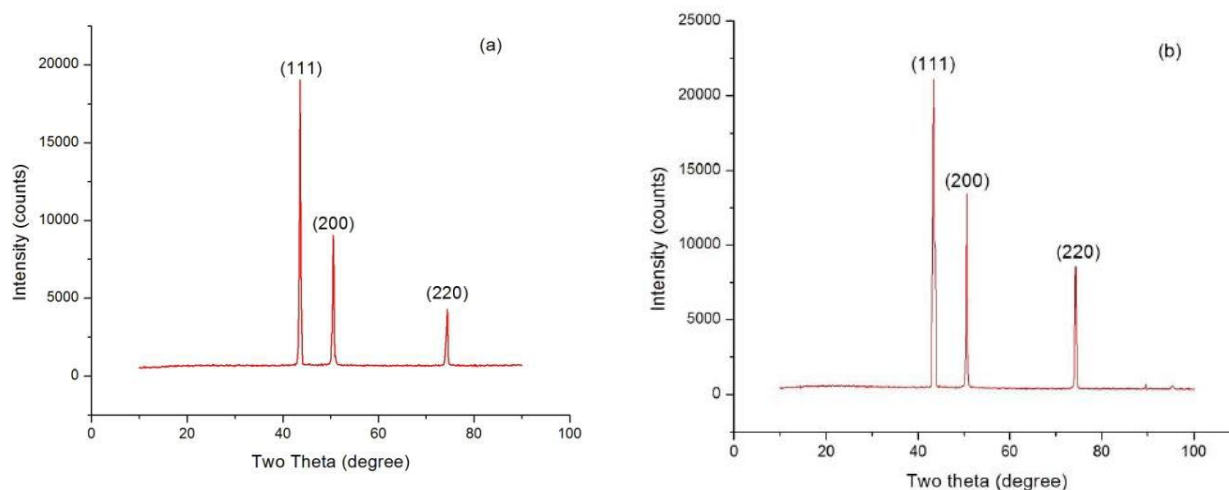 (a)
(111)
(200)
(220)
20000
15000
10000
5000
0
Intensity (counts)
0 20 40 60 80 100
Two Theta (degree)
(b)
(111)
(200)
(220)
25000
20000
15000
10000
5000
0
Intensity (counts)
0 20 40 60 80 100
Two theta (degree)